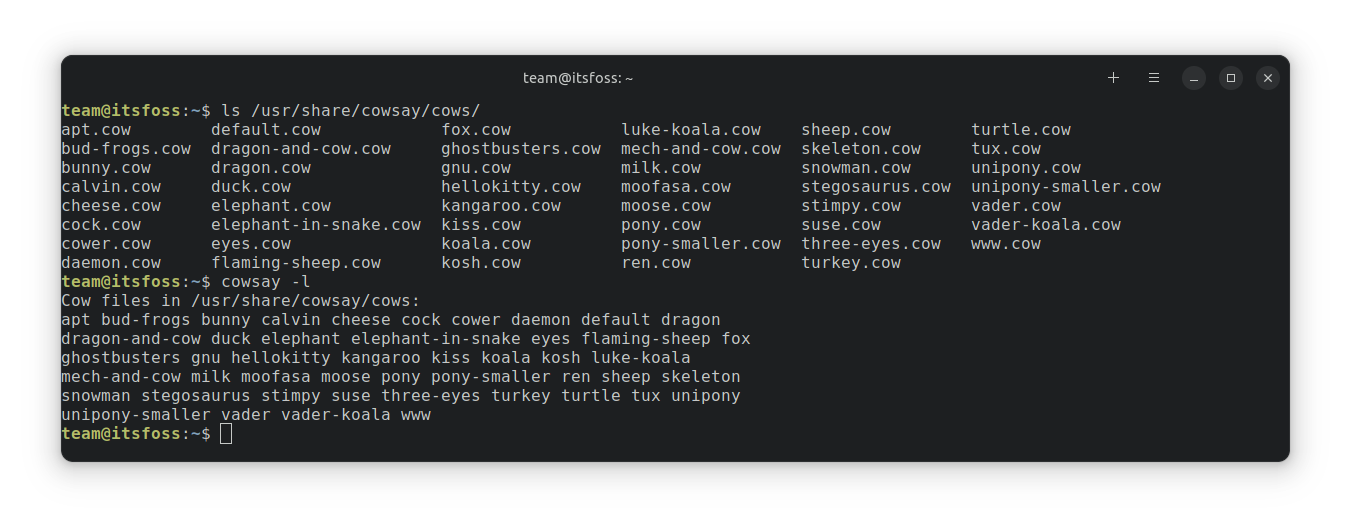 team@itsfoss: ~
team@itsfoss:~$ ls /usr/share/cowsay/cows/
apt.cow        default.cow            fox.cow           luke-koala.cow    sheep.cow        turtle.cow
bud-frogs.cow  dragon-and-cow.cow     ghostbusters.cow  mech-and-cow.cow  skeleton.cow     tux.cow
bunny.cow      dragon.cow             gnu.cow           milk.cow          snowman.cow      unipony.cow
calvin.cow     duck.cow               hellokitty.cow    moofasa.cow       stegosaurus.cow  unipony-smaller.cow
cheese.cow     elephant.cow           kangaroo.cow      moose.cow         stimpy.cow       vader.cow
cock.cow       elephant-in-snake.cow  kiss.cow          pony.cow          suse.cow         vader-koala.cow
cower.cow      eyes.cow               koala.cow         pony-smaller.cow  three-eyes.cow   www.cow
daemon.cow     flaming-sheep.cow      kosh.cow          ren.cow           turkey.cow
team@itsfoss:~$ cowsay -l
Cow files in /usr/share/cowsay/cows:
apt bud-frogs bunny calvin cheese cock cower daemon default dragon
dragon-and-cow duck elephant elephant-in-snake eyes flaming-sheep fox
ghostbusters gnu hellokitty kangaroo kiss koala kosh luke-koala
mech-and-cow milk moofasa moose pony pony-smaller ren sheep skeleton
snowman stegosaurus stimpy suse three-eyes turkey turtle tux unipony
unipony-smaller vader vader-koala www
team@itsfoss:~$